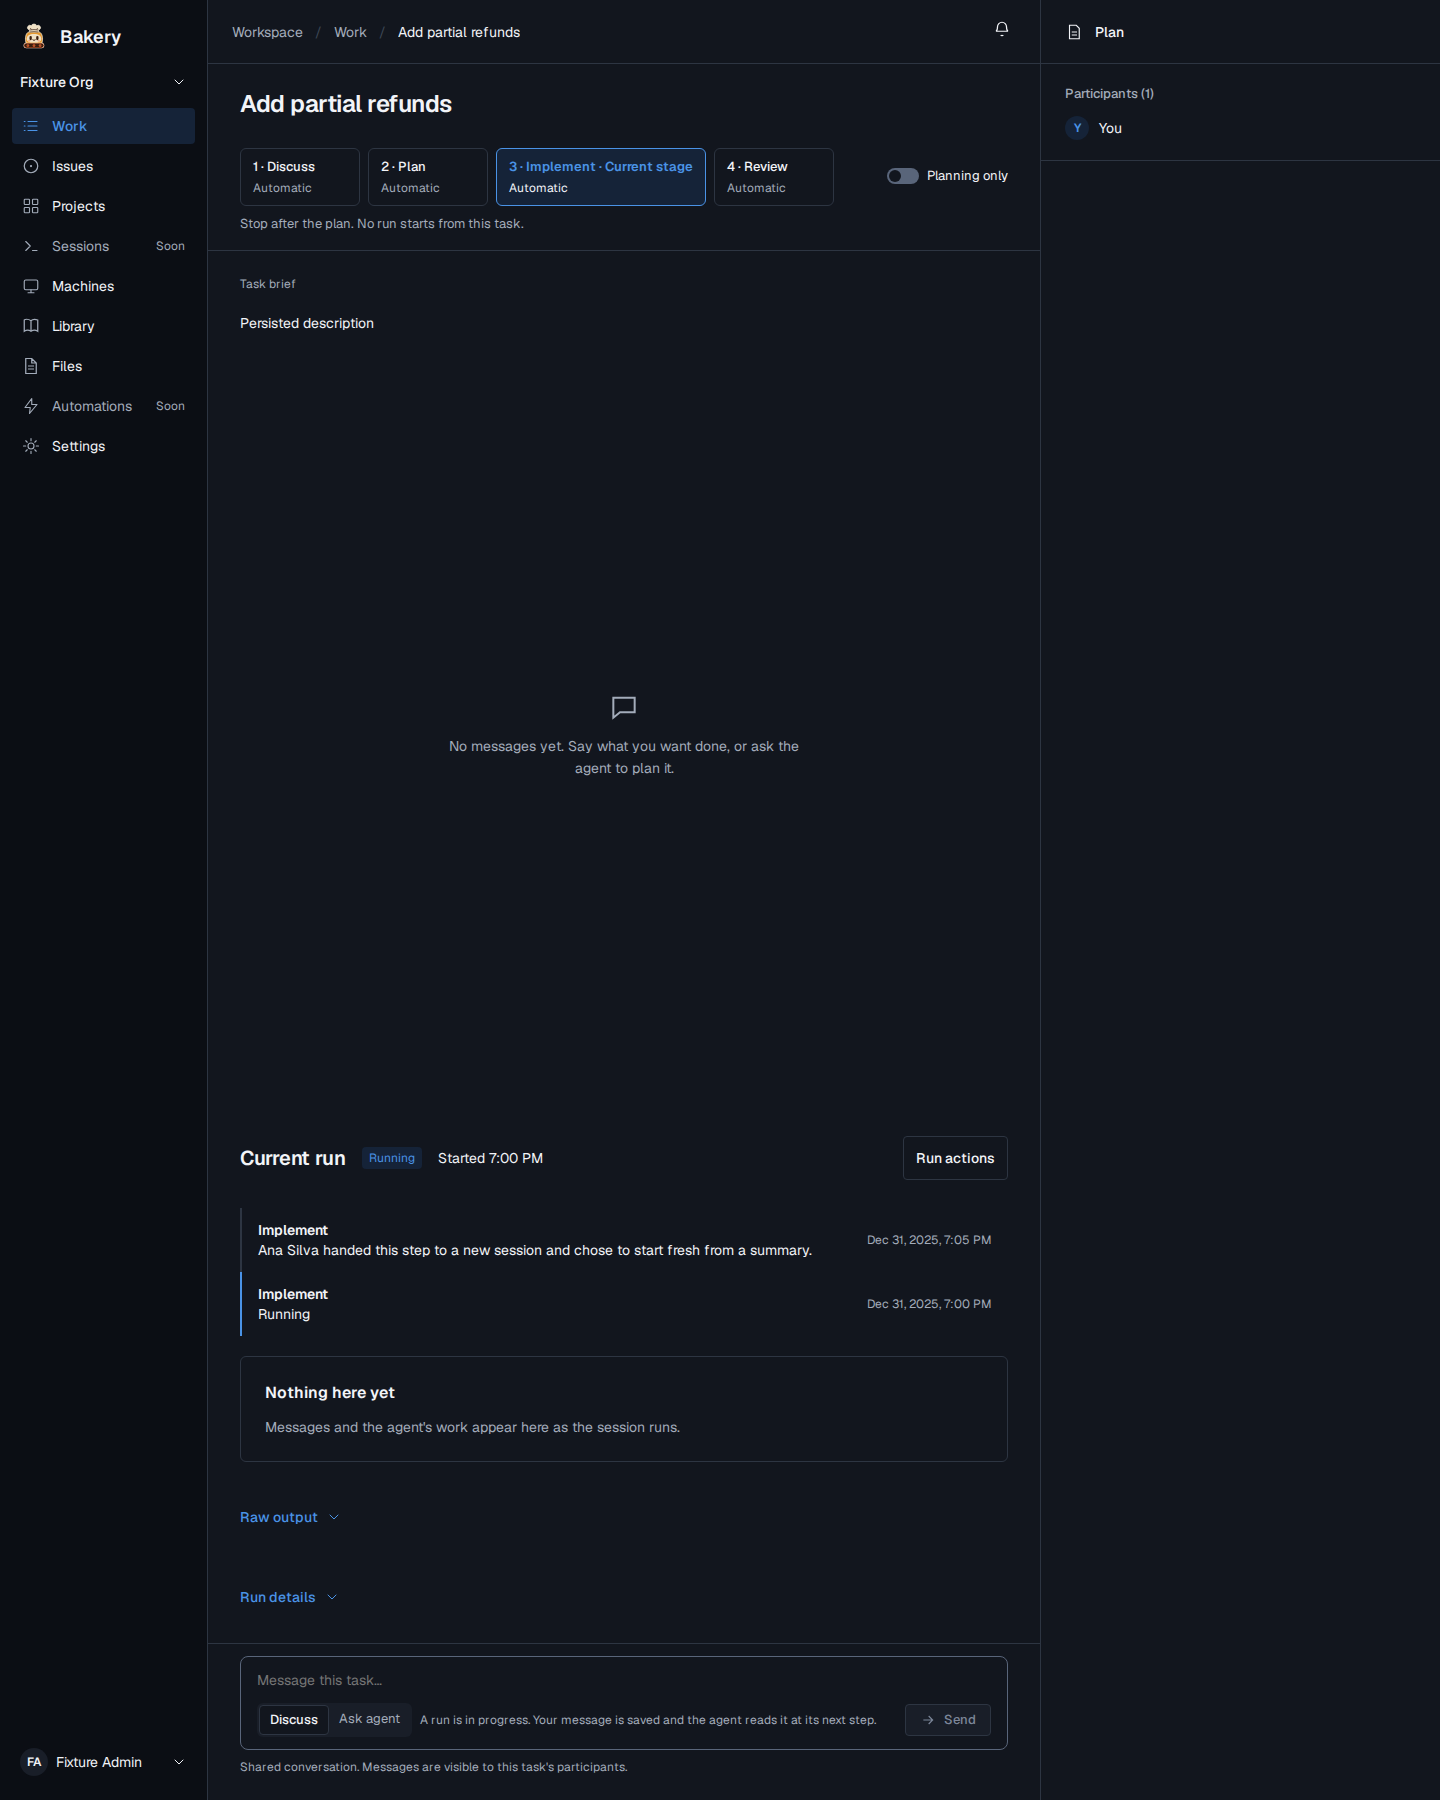 Bakery
Fixture Org
Work
Issues
Projects
Sessions Soon
Machines
Library
Files
Automations Soon
Settings
FA Fixture Admin
Workspace / Work / Add partial refunds
Add partial refunds
1 · Discuss
Automatic
2 · Plan
Automatic
3 · Implement · Current stage
Automatic
4 · Review
Automatic
Planning only
Stop after the plan. No run starts from this task.
Task brief
Persisted description
No messages yet. Say what you want done, or ask the
agent to plan it.
Current run Running Started 7:00 PM Run actions
Implement
Ana Silva handed this step to a new session and chose to start fresh from a summary.
Dec 31, 2025, 7:05 PM
Implement
Running
Dec 31, 2025, 7:00 PM
Nothing here yet
Messages and the agent's work appear here as the session runs.
Raw output
Run details
Message this task...
Discuss Ask agent A run is in progress. Your message is saved and the agent reads it at its next step. Send
Shared conversation. Messages are visible to this task's participants.
Plan
Participants (1)
Y You